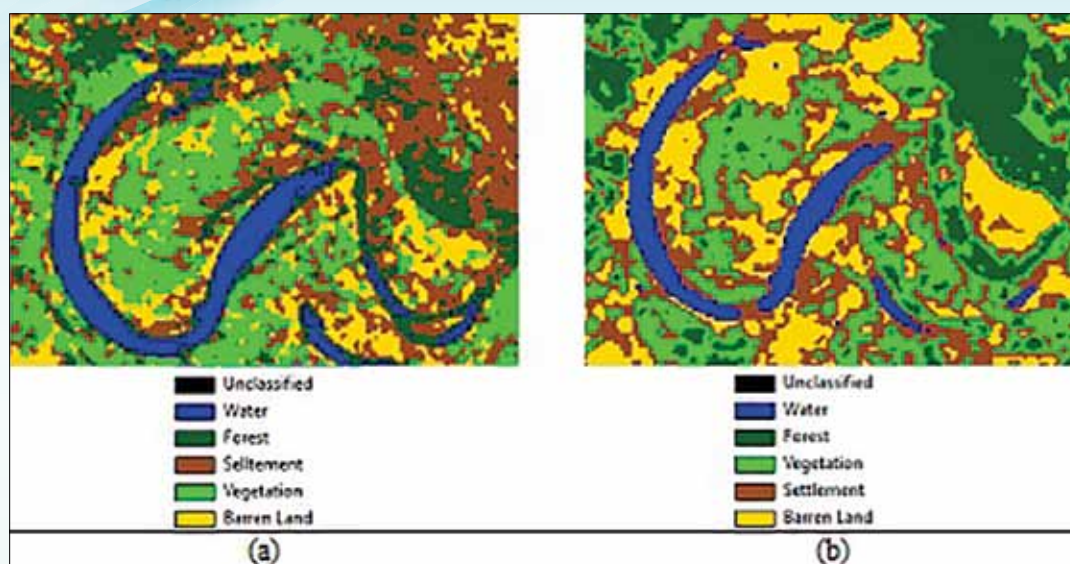 Unclassified
Water
Forest
Selltement
Vegetation
Barren Land
(a)
Unclassified
Water
Forest
Vegetation
Settlement
Barren Land
(b)